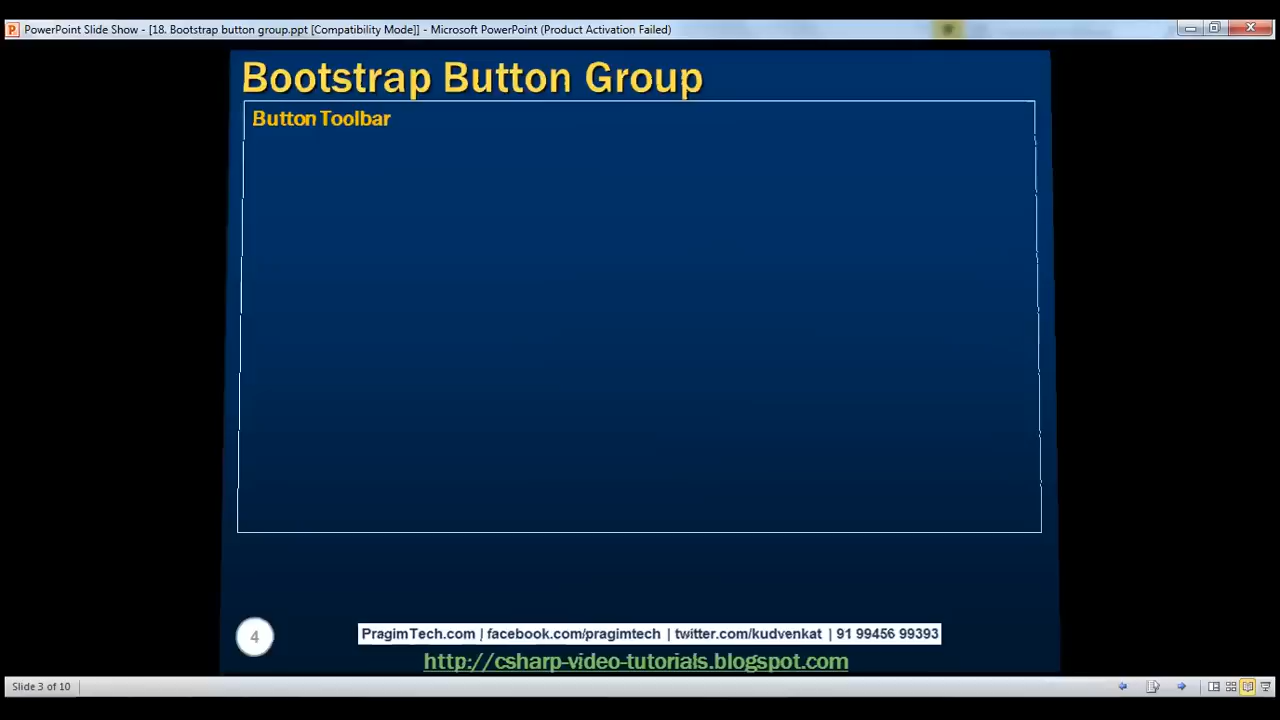 PowerPoint Slide Show - [18. Bootstrap button group.ppt [Compatibility Mode]] - Microsoft PowerPoint (Product Activation Failed)
Bootstrap Button Group
Button Toolbar
4
PragimTech.com | facebook.com/pragimtech | twitter.com/kudvenkat | 91 99456 99393
http://csharp-video-tutorials.blogspot.com
Slide 3 of 10